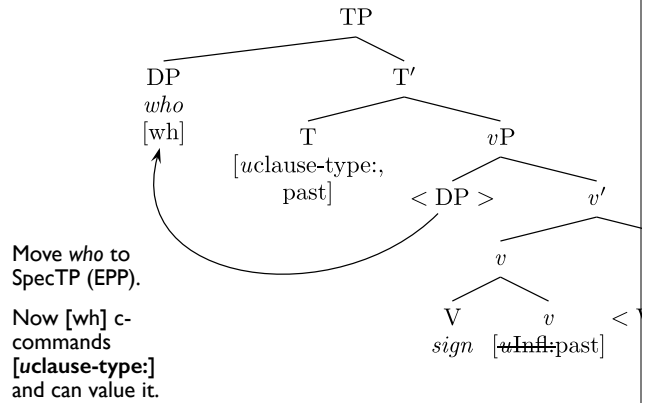 TP
DP T′
who
[wh] T vP
[uclause-type:,
past] < DP > v′
Move who to
SpecTP (EPP).
v
Now [wh] c-
commands
[uclause-type:]
and can value it.
V v <
sign [uInfl:past]